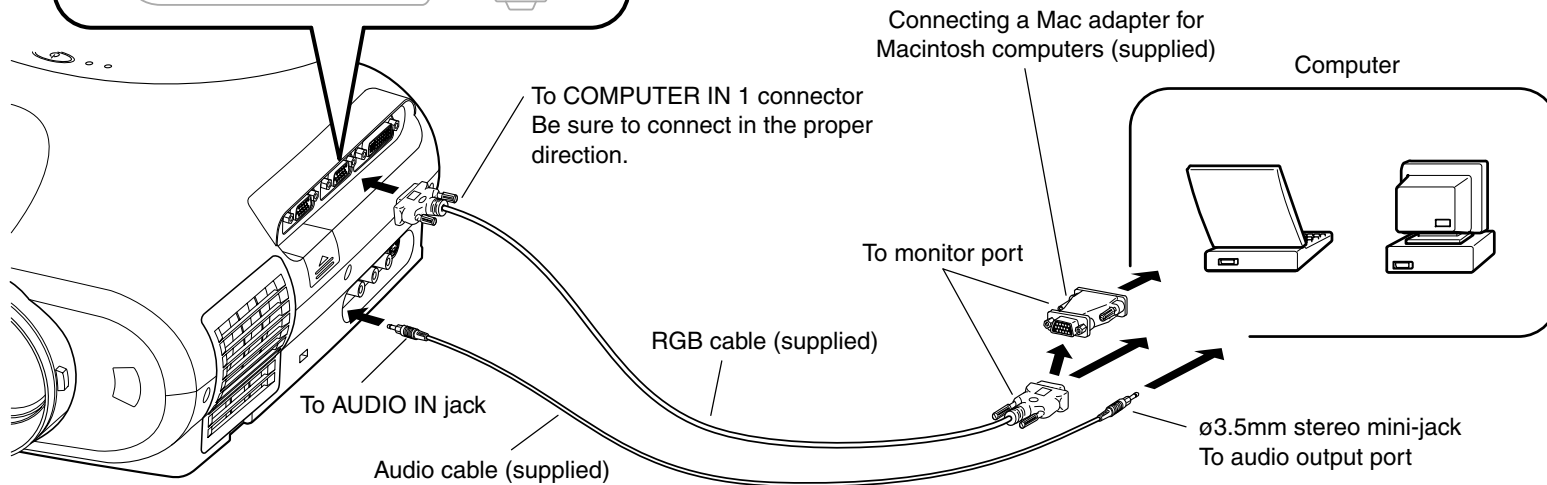 Connecting a Mac adapter for
Macintosh computers (supplied)
Computer
To COMPUTER IN 1 connector
Be sure to connect in the proper
direction.
To monitor port
RGB cable (supplied)
To AUDIO IN jack
Audio cable (supplied)
ø3.5mm stereo mini-jack
To audio output port